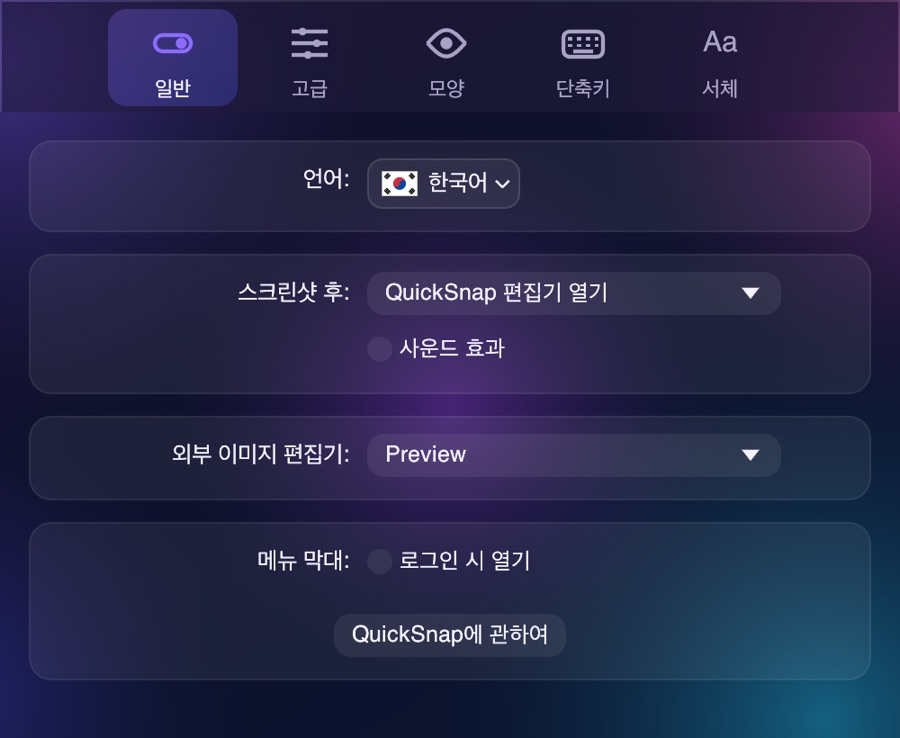 일반
고급
모양
단축키
Aa
서체
언어: 한국어
스크린샷 후: QuickSnap 편집기 열기
사운드 효과
외부 이미지 편집기: Preview
메뉴 막대: 로그인 시 열기
QuickSnap에 관하여